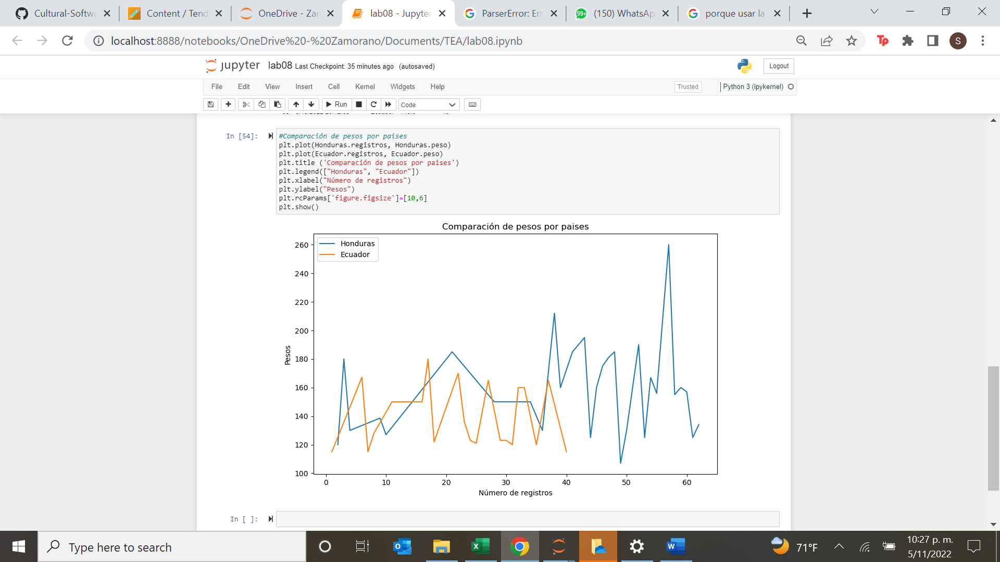 Cultural-Softwa
Content / Tend
OneDrive - Zan
lab08 - Jupyter
ParserError: Err
99+
(150) WhatsAp
porque usar la
localhost:8888/notebooks/OneDrive%20-%20Zamorano/Documents/TEA/lab08.ipynb
Tp
S
jupyter lab08 Last Checkpoint: 35 minutes ago (autosaved)
Logout
File Edit View Insert Cell Kernel Widgets Help
Trusted
Python 3 (ipykernel)
Run
Code
In [54]:
#Comparación de pesos por paises
plt.plot(Honduras.registros, Honduras.peso)
plt.plot(Ecuador.registros, Ecuador.peso)
plt.title ('Comparación de pesos por paises')
plt.legend(["Honduras", "Ecuador"])
plt.xlabel("Número de registros")
plt.ylabel("Pesos")
plt.rcParams['figure.figsize']=[10,6]
plt.show()
Comparación de pesos por paises
Honduras
Ecuador
260
240
220
200
180
160
140
120
100
Pesos
0 10 20 30 40 50 60
Número de registros
In [ ]:
Type here to search
71°F
10:27 p. m.
5/11/2022